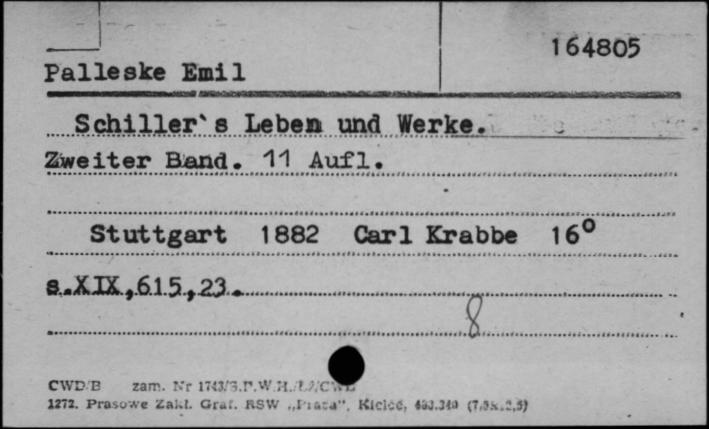 164805
Palleske Emil
Schiller`s Leben und Werke.
Zweiter Band. 11 Aufl.
Stuttgart 1882 Carl Krabbe 16⁰
s.XIX,615,23.
8
CWD/B zam. Nr
1272. Prasowe Zakł. Graf. RSW „Prasa", Kielce,